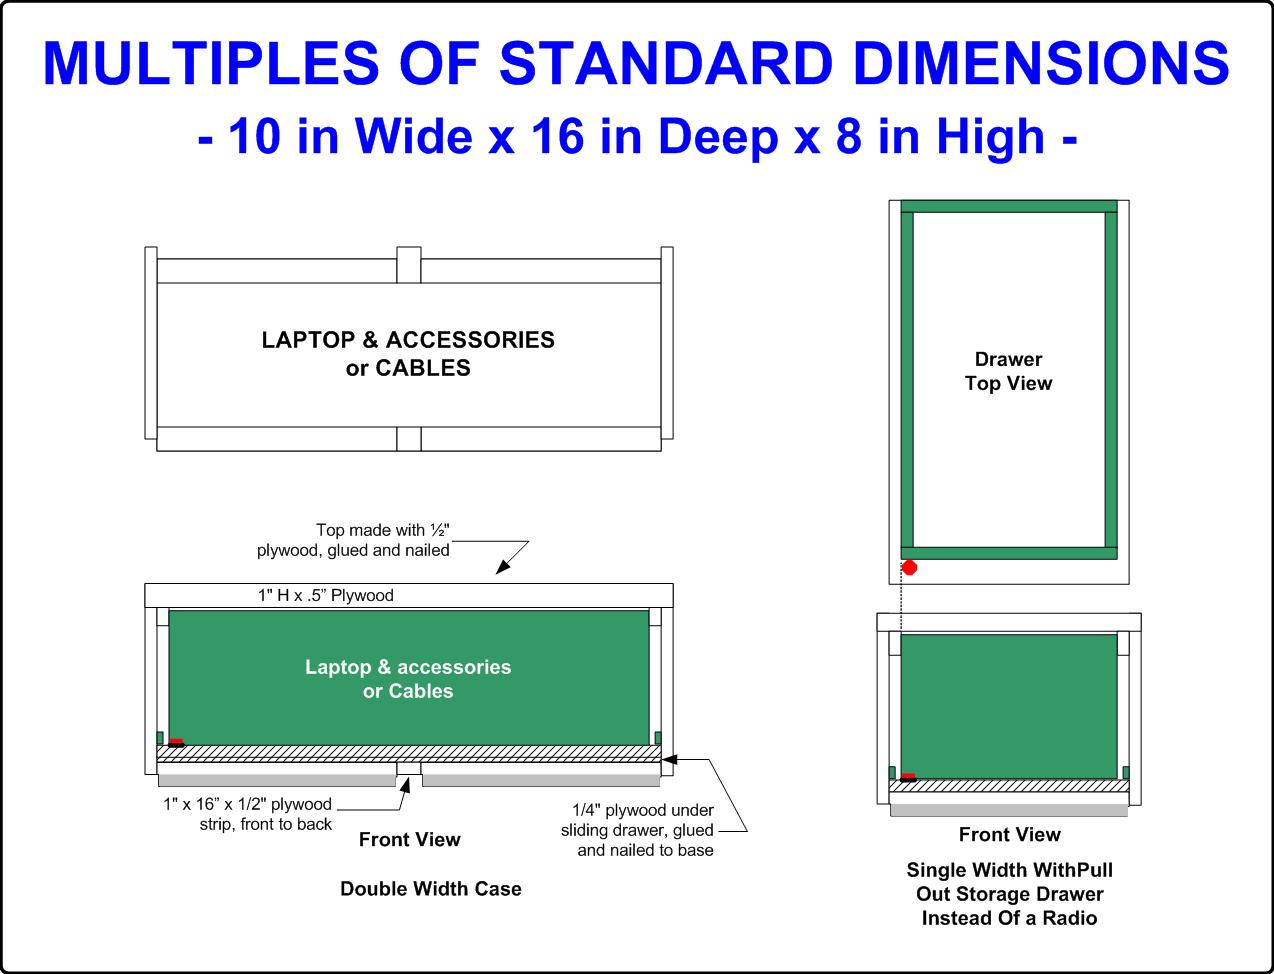 MULTIPLES OF STANDARD DIMENSIONS
- 10 in Wide x 16 in Deep x 8 in High -
LAPTOP & ACCESSORIES
or CABLES
Drawer
Top View
Top made with ½"
plywood, glued and nailed
1" H x .5” Plywood
Laptop & accessories
or Cables
1" x 16” x 1/2" plywood
strip, front to back
Front View
1/4" plywood under
sliding drawer, glued
and nailed to base
Double Width Case
Front View
Single Width WithPull
Out Storage Drawer
Instead Of a Radio